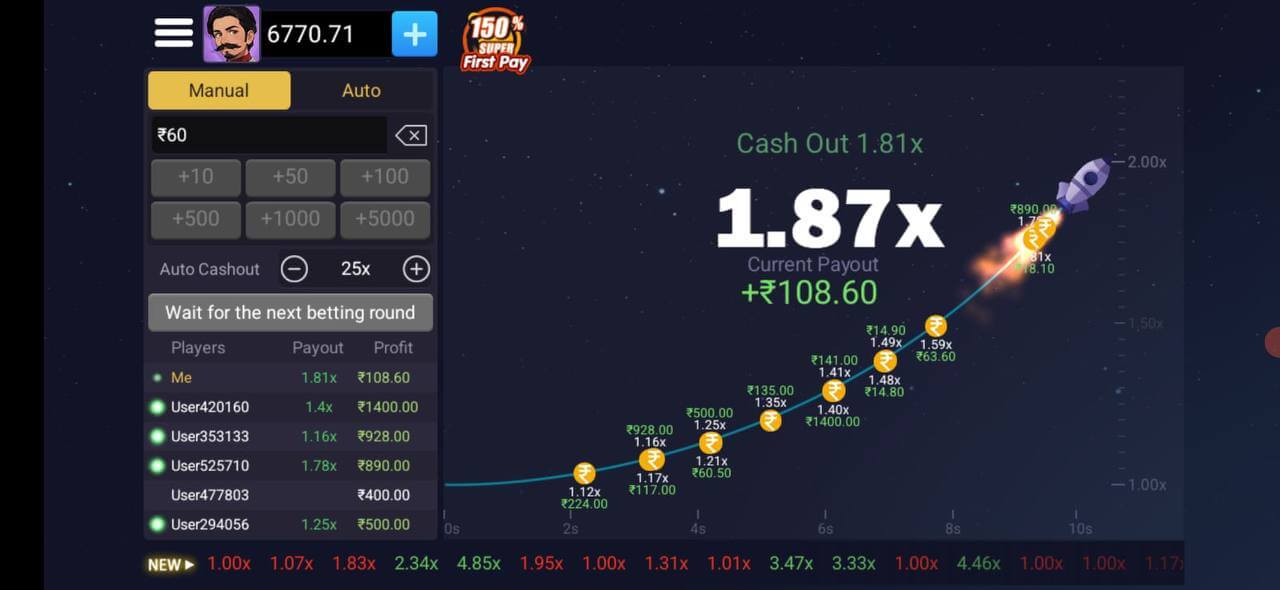 6770.71
+
150%
SUPER
First Pay
Manual Auto
₹60
+10 +50 +100
+500 +1000 +5000
Auto Cashout 25x
Wait for the next betting round
Players Payout Profit
Me 1.81x ₹108.60
User420160 1.4x ₹1400.00
User353133 1.16x ₹928.00
User525710 1.78x ₹890.00
User477803 ₹400.00
User294056 1.25x ₹500.00
Cash Out 1.81x
1.87x
Current Payout
+₹108.60
2.00x
1.50x
1.00x
₹890.00
₹14.90
1.49x
1.59x
₹63.60
₹141.00
1.41x
1.48x
₹14.80
₹135.00
1.35x
1.40x
₹1400.00
₹500.00
1.25x
1.21x
₹60.50
₹928.00
1.16x
1.17x
₹117.00
1.12x
₹224.00
0s 2s 4s 6s 8s 10s
NEW 1.00x 1.07x 1.83x 2.34x 4.85x 1.95x 1.00x 1.31x 1.01x 3.47x 3.33x 1.00x 4.46x 1.00x 1.00x 1.17x